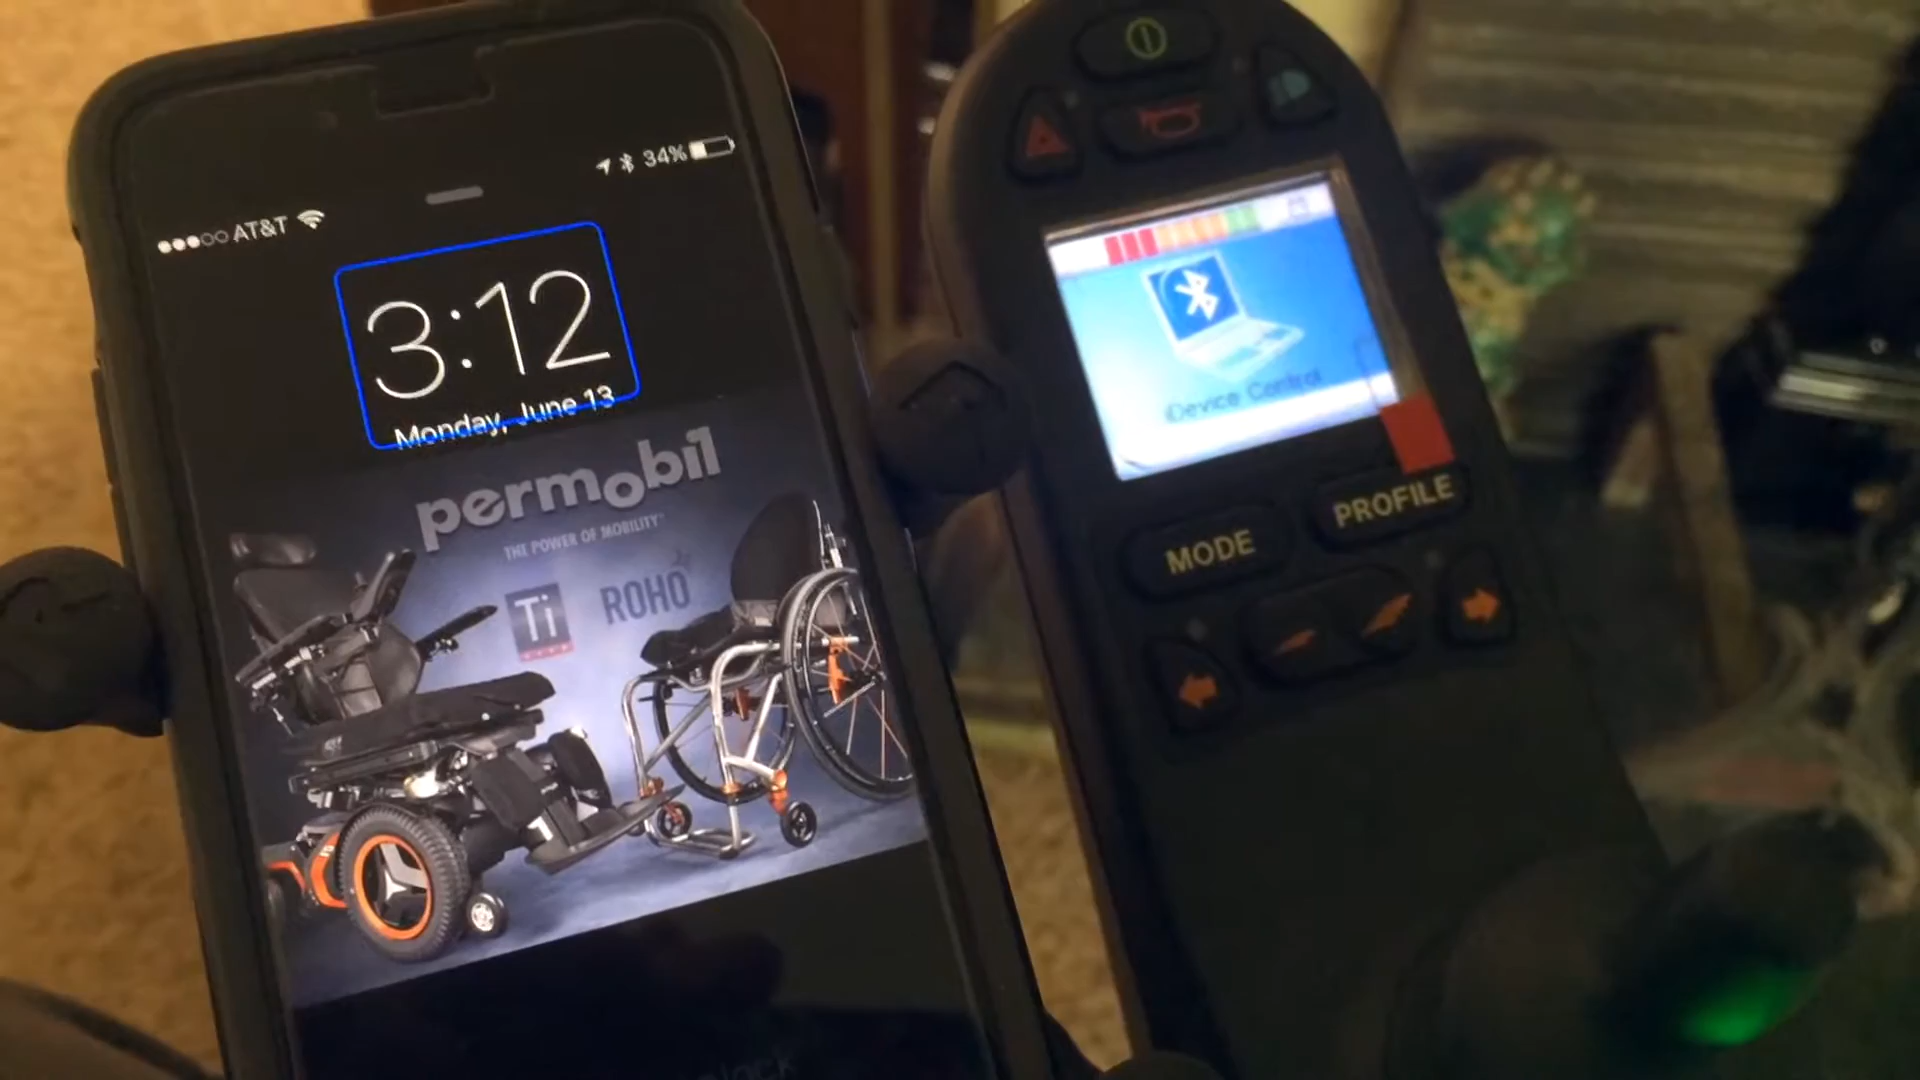 34%
AT&T
3:12
Monday, June 13
permobil
THE POWER OF MOBILITY
Ti
ROHO
Device Control
MODE
PROFILE